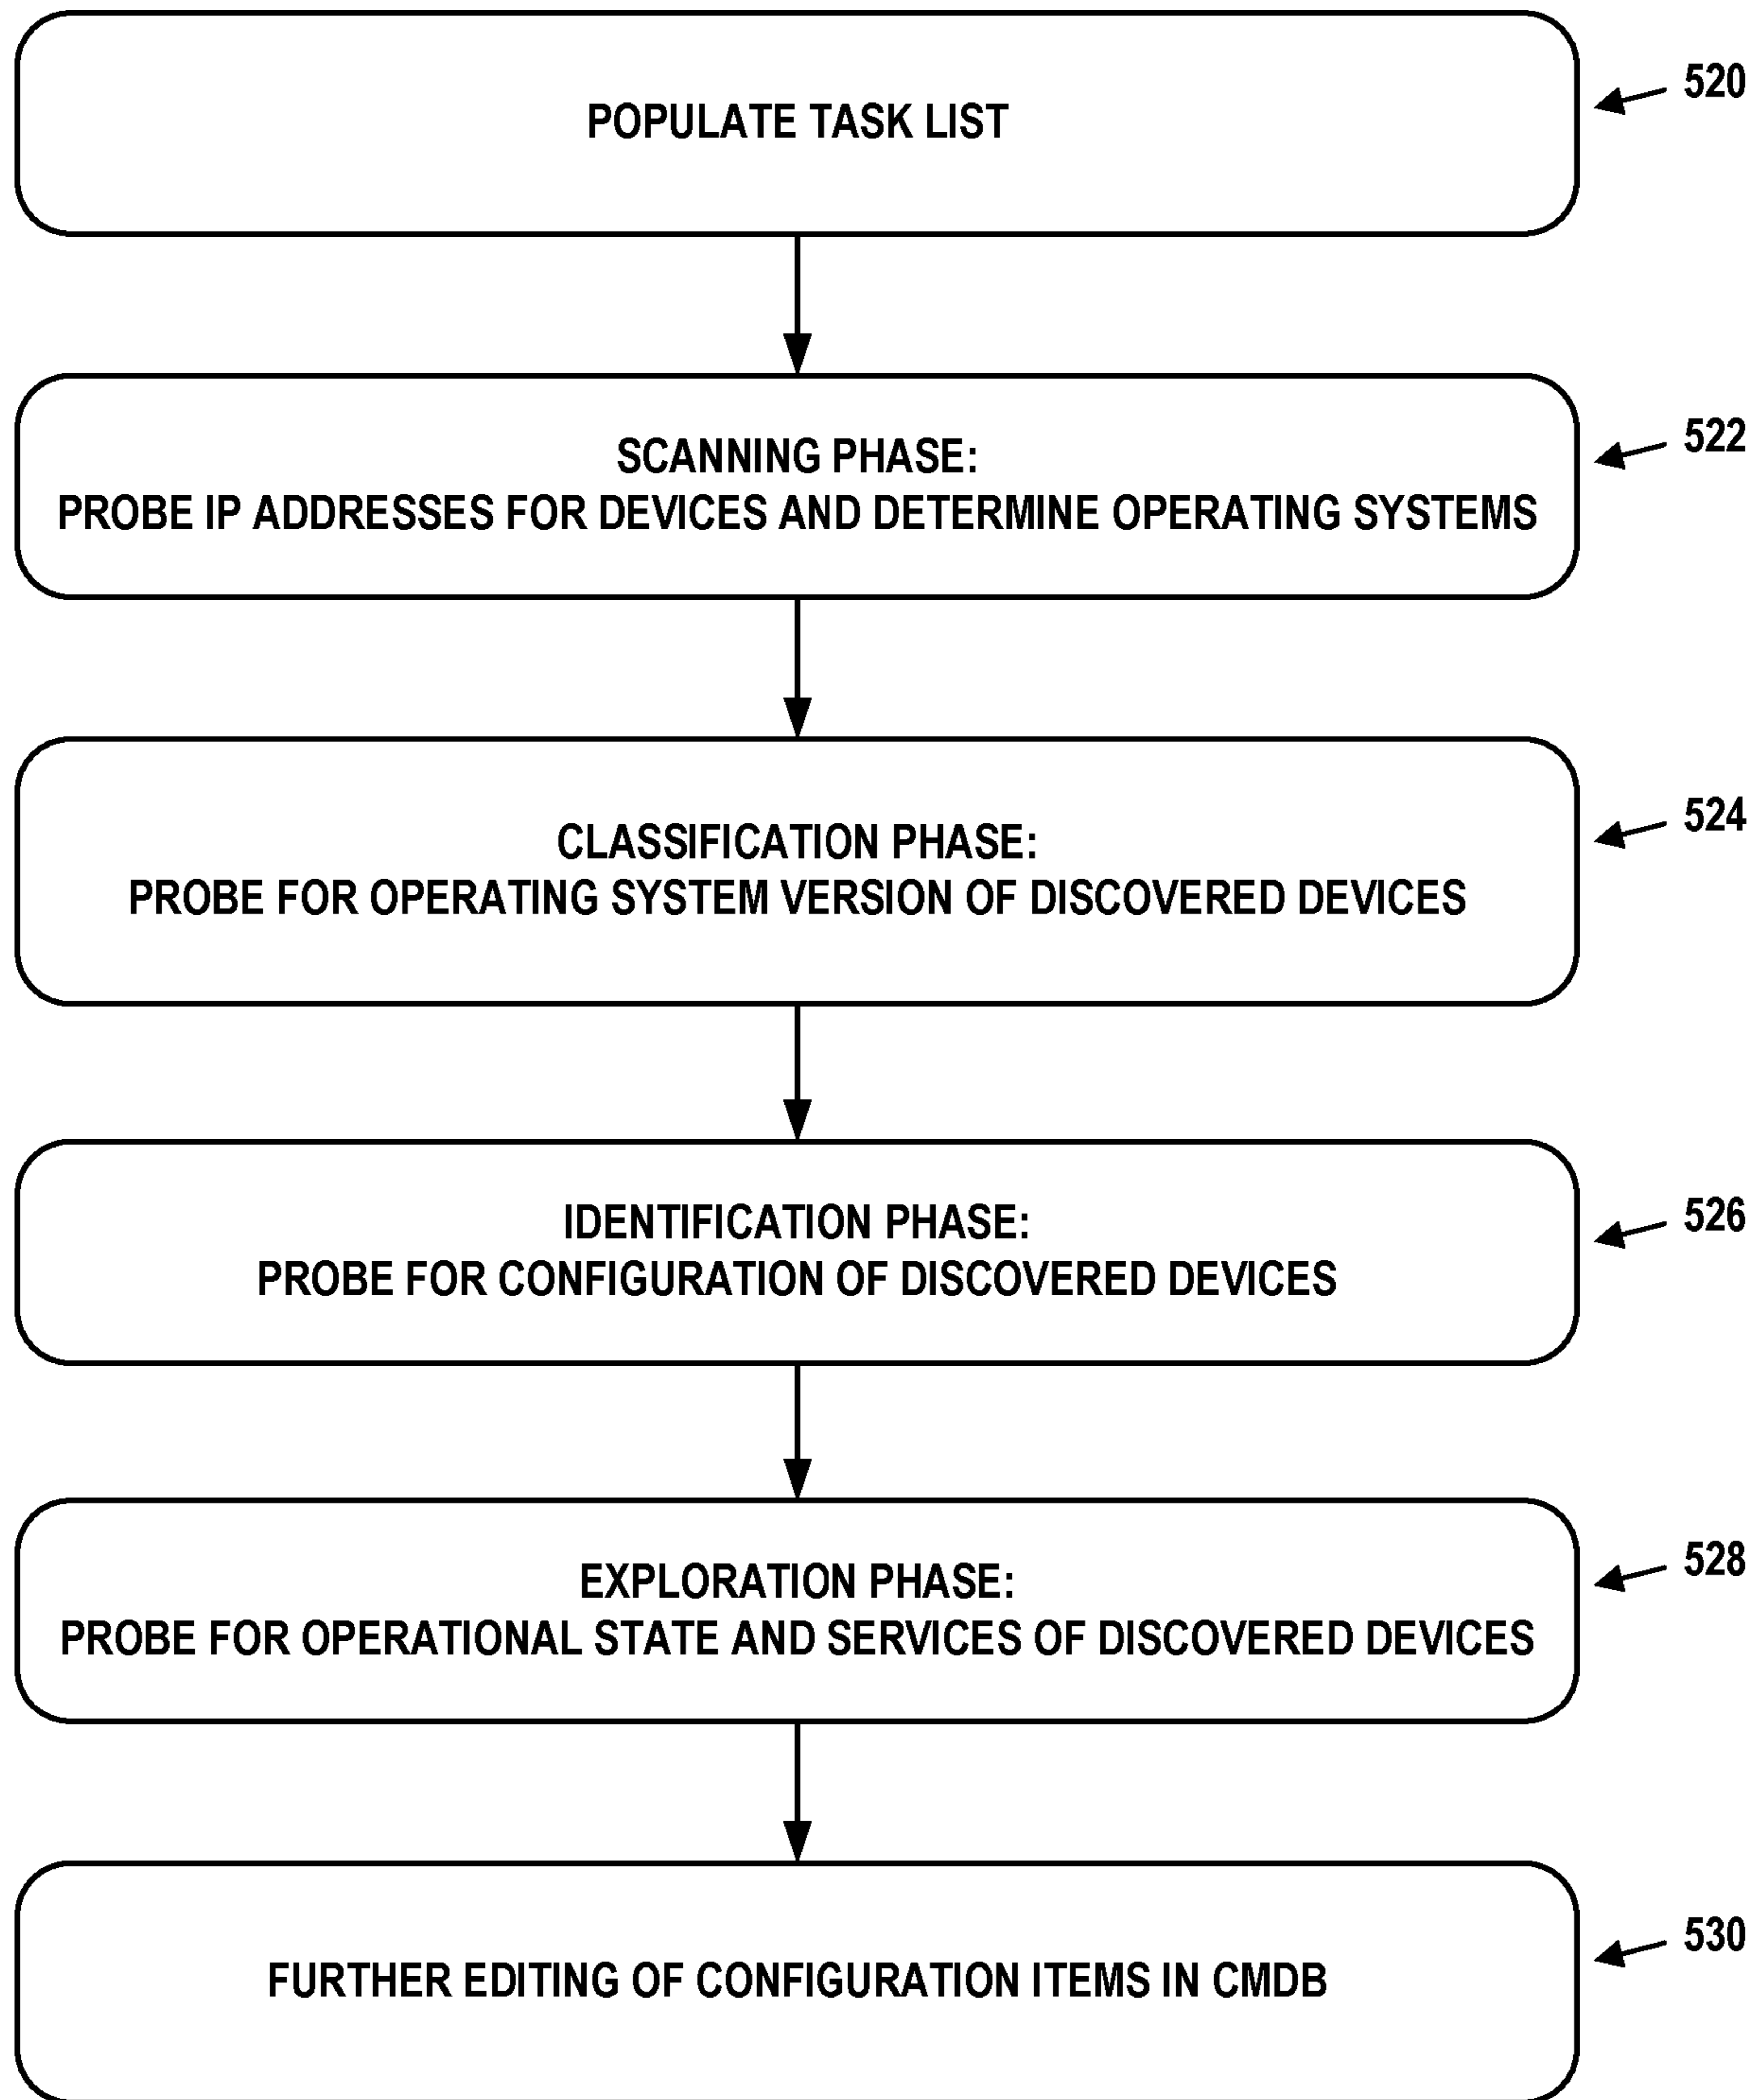 POPULATE TASK LIST
520
SCANNING PHASE:
PROBE IP ADDRESSES FOR DEVICES AND DETERMINE OPERATING SYSTEMS
522
CLASSIFICATION PHASE:
PROBE FOR OPERATING SYSTEM VERSION OF DISCOVERED DEVICES
524
IDENTIFICATION PHASE:
PROBE FOR CONFIGURATION OF DISCOVERED DEVICES
526
EXPLORATION PHASE:
PROBE FOR OPERATIONAL STATE AND SERVICES OF DISCOVERED DEVICES
528
FURTHER EDITING OF CONFIGURATION ITEMS IN CMDB
530